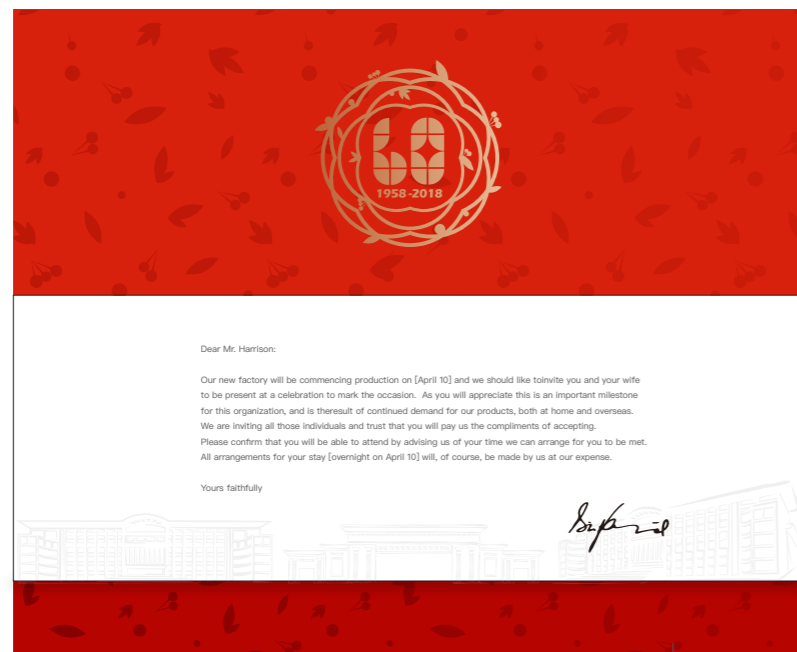 60
1958-2018
Dear Mr. Harrison:
Our new factory will be commencing production on [April 10] and we should like toinvite you and your wife
to be present at a celebration to mark the occasion. As you will appreciate this is an important milestone
for this organization, and is theresult of continued demand for our products, both at home and overseas.
We are inviting all those individuals and trust that you will pay us the compliments of accepting.
Please confirm that you will be able to attend by advising us of your time we can arrange for you to be met.
All arrangements for your stay [overnight on April 10] will, of course, be made by us at our expense.
Yours faithfully